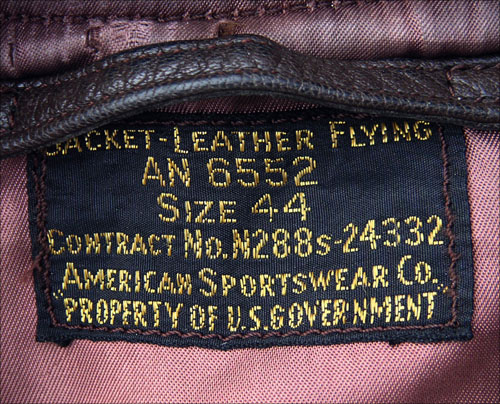 JACKET-LEATHER FLYING
AN 6552
SIZE 44
CONTRACT NO. N288S-24332
AMERICAN SPORTSWEAR CO.
PROPERTY OF U.S. GOVERNMENT